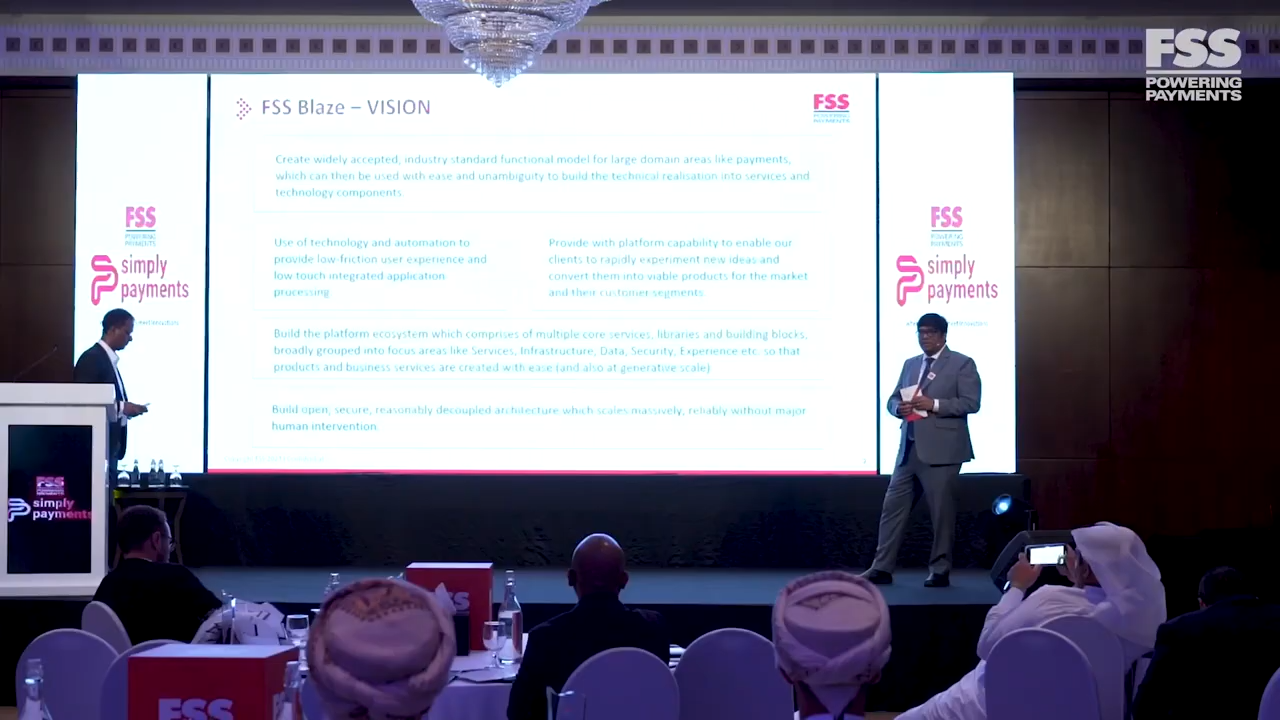 FSS
POWERING
PAYMENTS
FSS Blaze – VISION
FSS
POWERING
PAYMENTS
Create widely accepted, industry standard functional model for large domain areas like payments,
which can then be used with ease and unambiguity to build the technical realisation into services and
technology components.
Use of technology and automation to
provide low-friction user experience and
low touch integrated application
processing.
Provide with platform capability to enable our
clients to rapidly experiment new ideas and
convert them into viable products for the market
and their customer segments.
Build the platform ecosystem which comprises of multiple core services, libraries and building blocks,
broadly grouped into focus areas like Services, Infrastructure, Data, Security, Experience etc. so that
products and business services are created with ease (and also at generative scale)
Build open, secure, reasonably decoupled architecture which scales massively, reliably without major
human intervention.
FSS
POWERING
PAYMENTS
simply
payments
FSS
POWERING
PAYMENTS
simply
payments
FSS
simply
payments
FSS